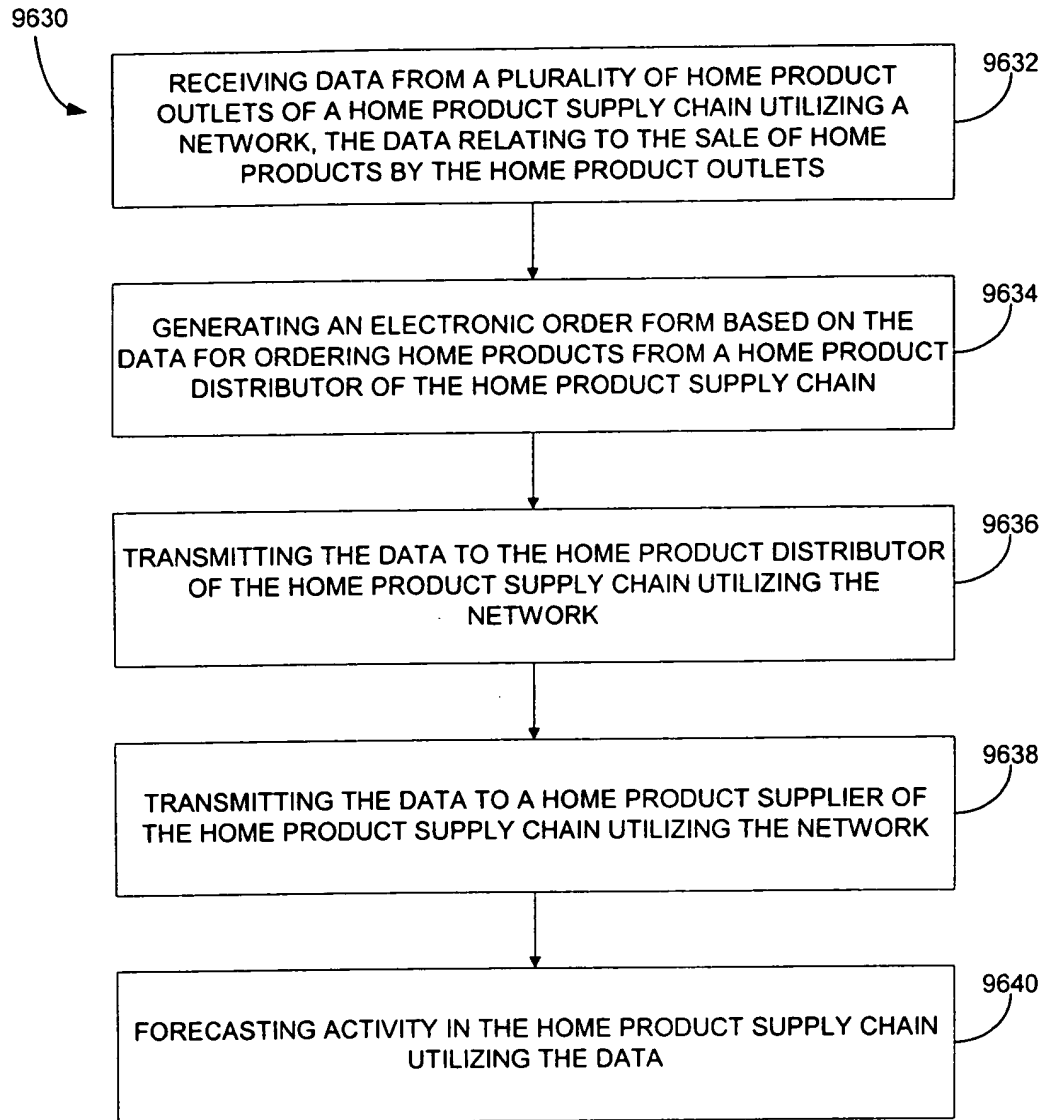 9630
9632
RECEIVING DATA FROM A PLURALITY OF HOME PRODUCT
OUTLETS OF A HOME PRODUCT SUPPLY CHAIN UTILIZING A
NETWORK, THE DATA RELATING TO THE SALE OF HOME
PRODUCTS BY THE HOME PRODUCT OUTLETS
9634
GENERATING AN ELECTRONIC ORDER FORM BASED ON THE
DATA FOR ORDERING HOME PRODUCTS FROM A HOME PRODUCT
DISTRIBUTOR OF THE HOME PRODUCT SUPPLY CHAIN
9636
TRANSMITTING THE DATA TO THE HOME PRODUCT DISTRIBUTOR
OF THE HOME PRODUCT SUPPLY CHAIN UTILIZING THE
NETWORK
9638
TRANSMITTING THE DATA TO A HOME PRODUCT SUPPLIER OF
THE HOME PRODUCT SUPPLY CHAIN UTILIZING THE NETWORK
9640
FORECASTING ACTIVITY IN THE HOME PRODUCT SUPPLY CHAIN
UTILIZING THE DATA